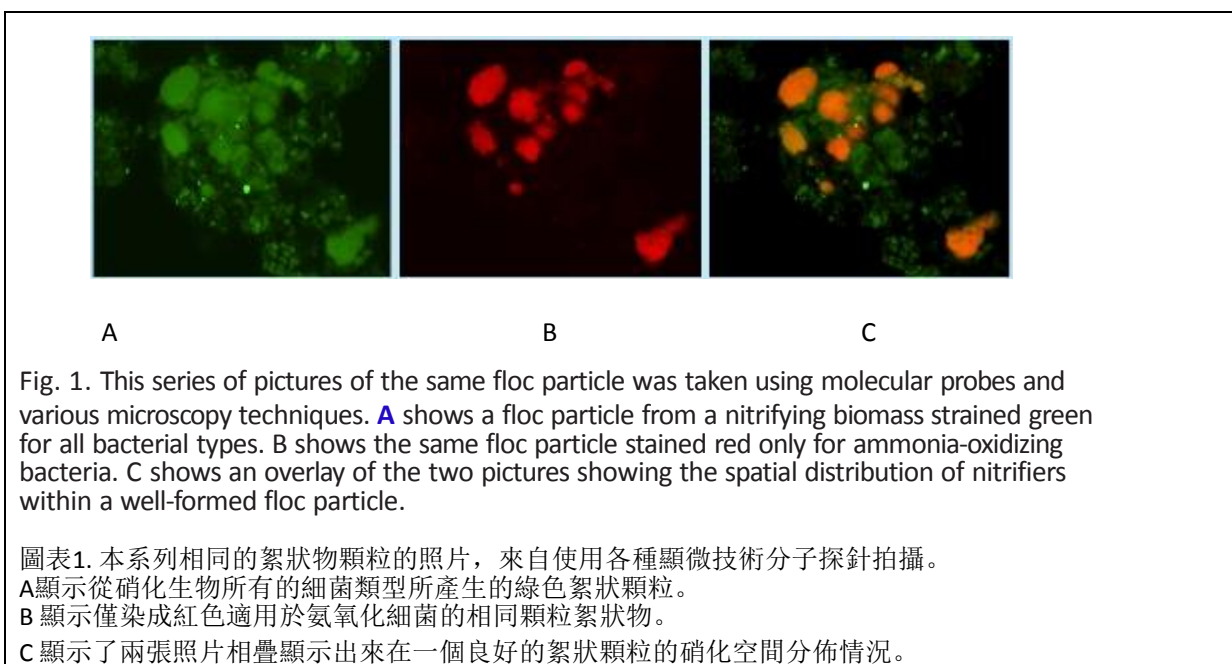 A B C
Fig. 1. This series of pictures of the same floc particle was taken using molecular probes and
various microscopy techniques. A shows a floc particle from a nitrifying biomass strained green
for all bacterial types. B shows the same floc particle stained red only for ammonia-oxidizing
bacteria. C shows an overlay of the two pictures showing the spatial distribution of nitrifiers
within a well-formed floc particle.
圖表1. 本系列相同的絮狀物顆粒的照片，來自使用各種顯微技術分子探針拍攝。
A顯示從硝化生物所有的細菌類型所產生的綠色絮狀顆粒。
B 顯示僅染成紅色適用於氨氧化細菌的相同顆粒絮狀物。
C 顯示了兩張照片相疊顯示出來在一個良好的絮狀顆粒的硝化空間分佈情況。